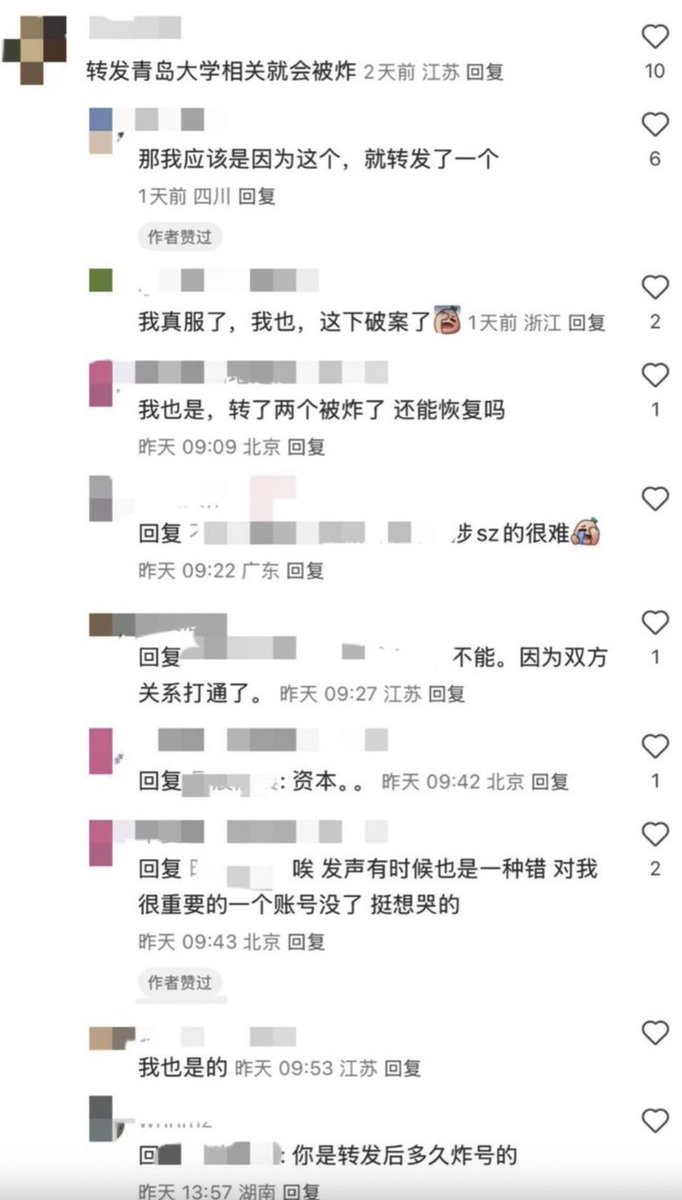 转发青岛大学相关就会被炸 2天前 江苏 回复
10
那我应该是因为这个，就转发了一个
6
1天前 四川 回复
作者赞过
我真服了，我也，这下破案了 1天前 浙江 回复
2
我也是，转了两个被炸了 还能恢复吗
1
昨天 09:09 北京 回复
回复 涉sz的很难
昨天 09:22 广东 回复
回复 不能。因为双方
1
关系打通了。 昨天 09:27 江苏 回复
回复 : 资本。。 昨天 09:42 北京 回复
1
回复 唉 发声有时候也是一种错 对我
2
很重要的一个账号没了 挺想哭的
昨天 09:43 北京 回复
作者赞过
我也是的 昨天 09:53 江苏 回复
回 : 你是转发后多久炸号的
昨天 13:57 湖南 回复